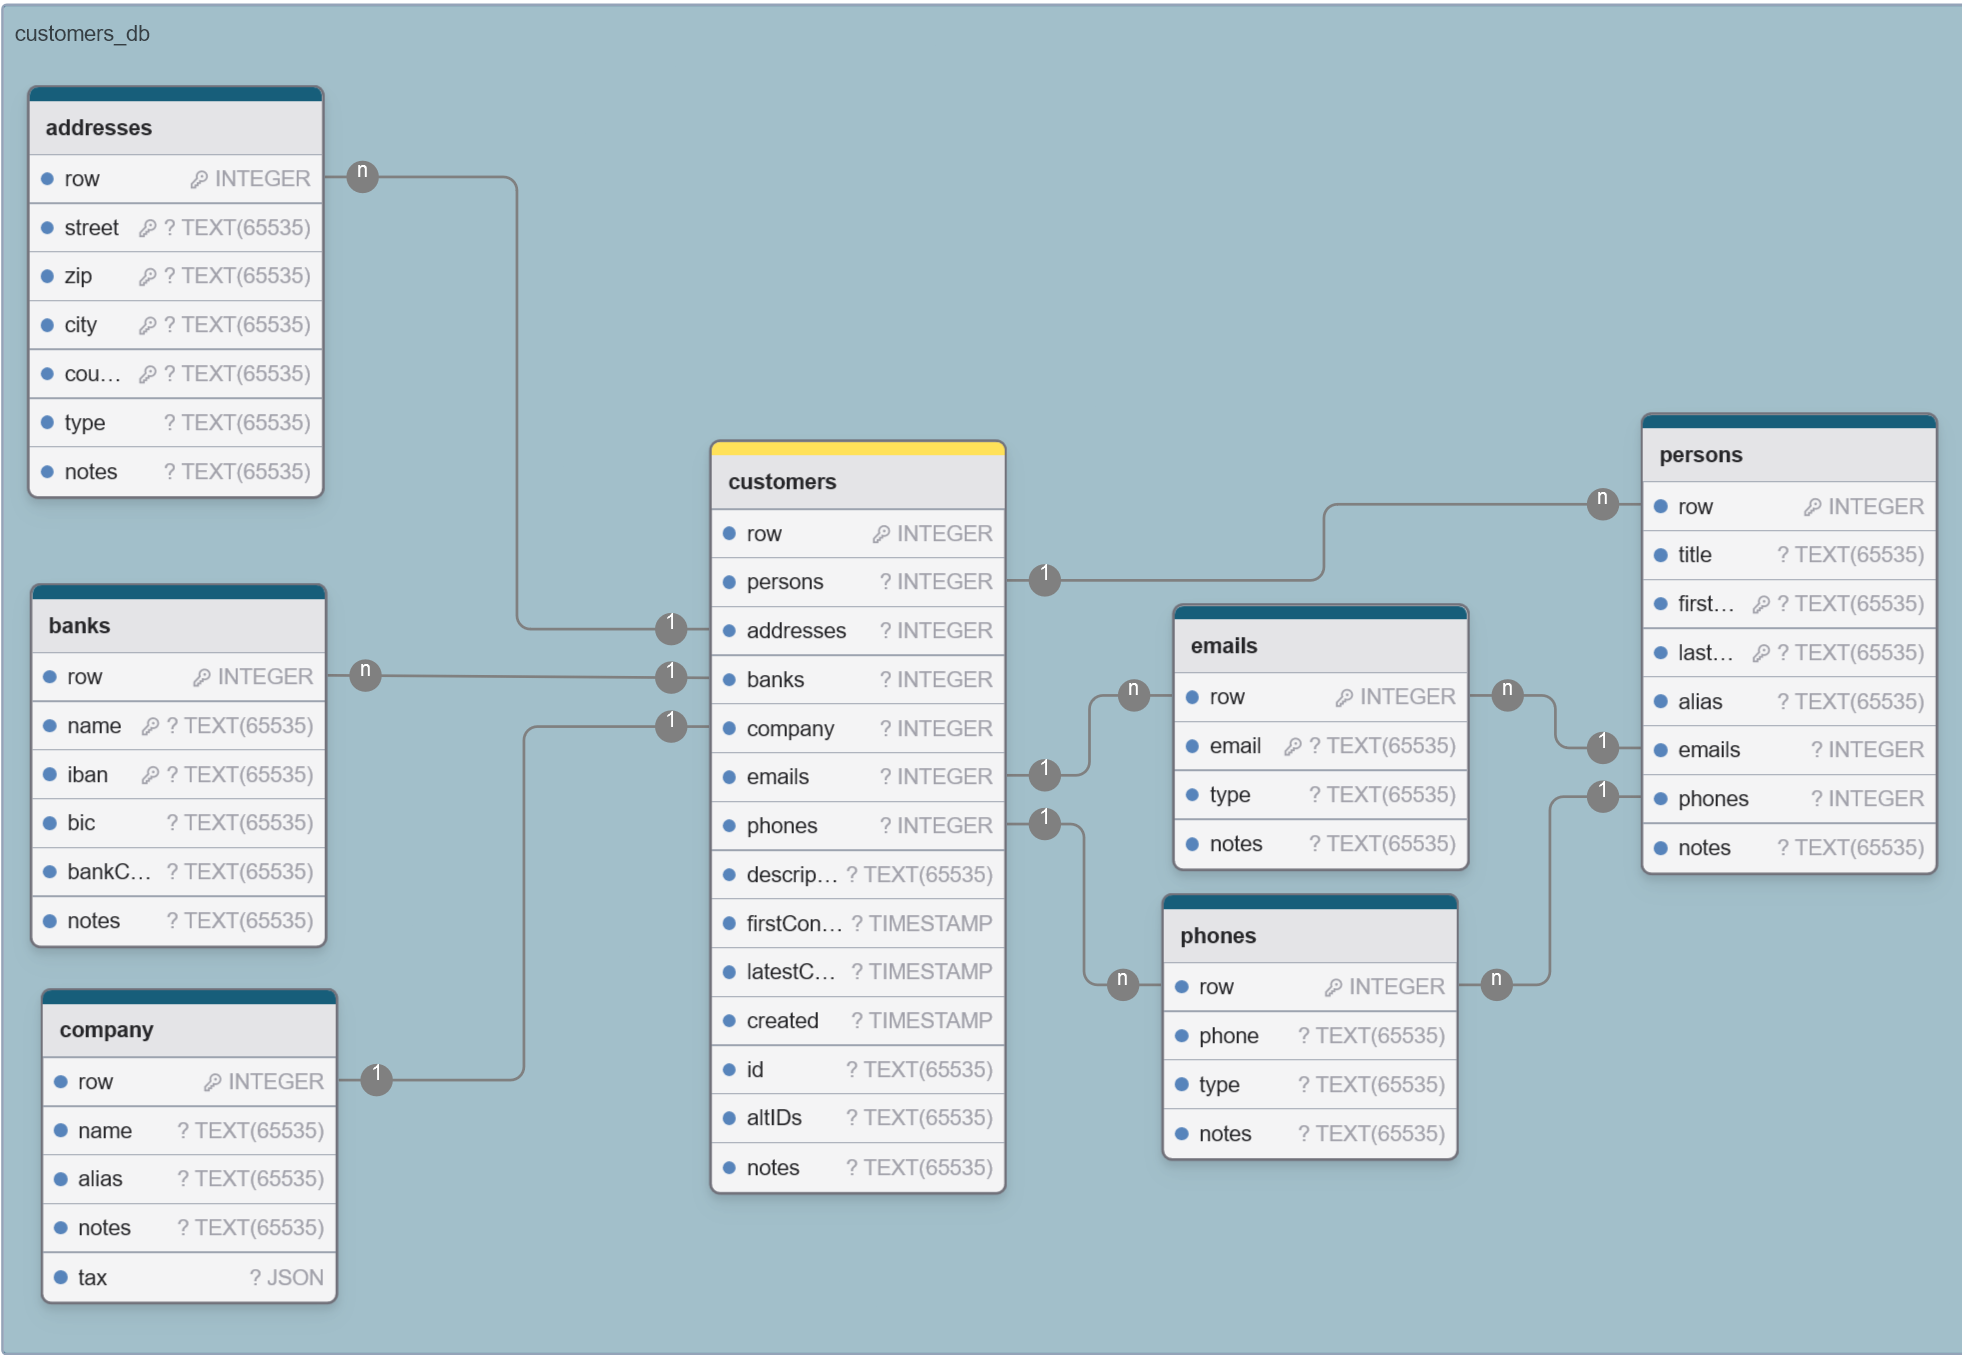 customers_db
addresses
row INTEGER
street ? TEXT(65535)
zip ? TEXT(65535)
city ? TEXT(65535)
cou... ? TEXT(65535)
type ? TEXT(65535)
notes ? TEXT(65535)
n
1
banks
row INTEGER
name ? TEXT(65535)
iban ? TEXT(65535)
bic ? TEXT(65535)
bankC... ? TEXT(65535)
notes ? TEXT(65535)
n
1
company
row INTEGER
name ? TEXT(65535)
alias ? TEXT(65535)
notes ? TEXT(65535)
tax ? JSON
1
1
customers
row INTEGER
persons ? INTEGER
addresses ? INTEGER
banks ? INTEGER
company ? INTEGER
emails ? INTEGER
phones ? INTEGER
descrip... ? TEXT(65535)
firstCon... ? TIMESTAMP
latestC... ? TIMESTAMP
created ? TIMESTAMP
id ? TEXT(65535)
altIDs ? TEXT(65535)
notes ? TEXT(65535)
1
n
1
n
1
n
emails
row INTEGER
email ? TEXT(65535)
type ? TEXT(65535)
notes ? TEXT(65535)
n
1
phones
row INTEGER
phone ? TEXT(65535)
type ? TEXT(65535)
notes ? TEXT(65535)
n
1
persons
row INTEGER
title ? TEXT(65535)
first... ? TEXT(65535)
last... ? TEXT(65535)
alias ? TEXT(65535)
emails ? INTEGER
phones ? INTEGER
notes ? TEXT(65535)